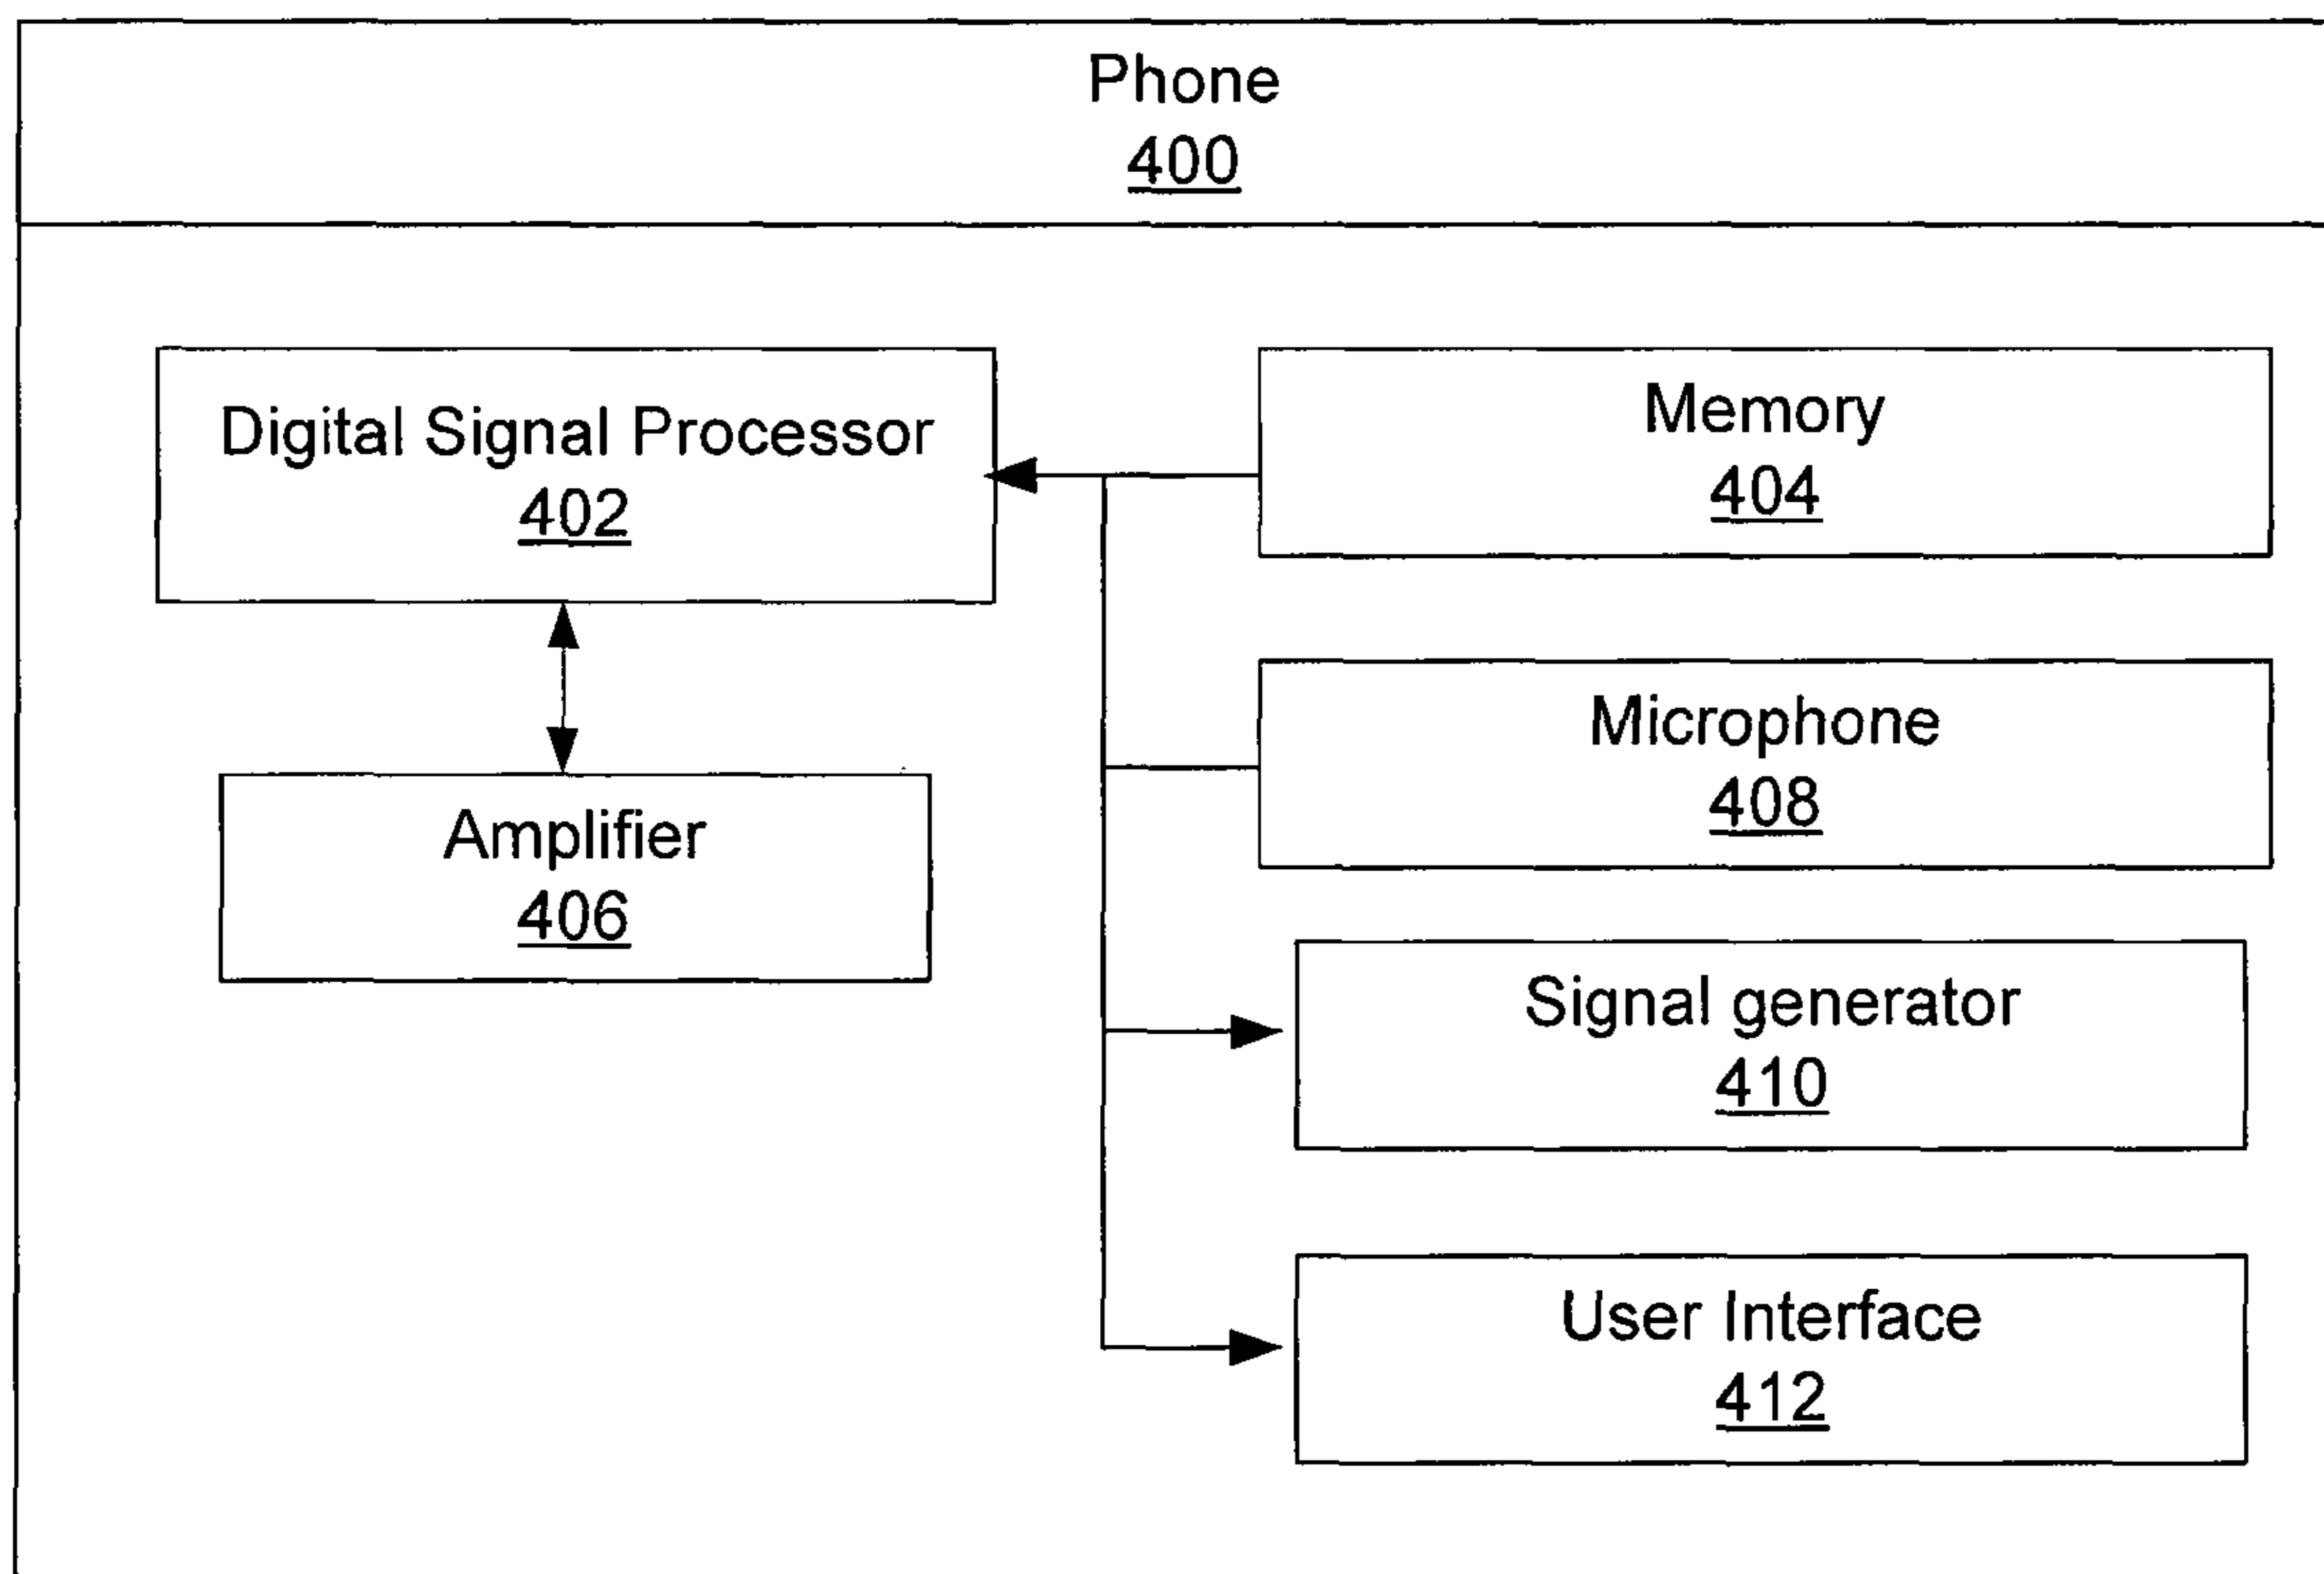 Phone
400
Digital Signal Processor
402
Memory
404
Amplifier
406
Microphone
408
Signal generator
410
User Interface
412